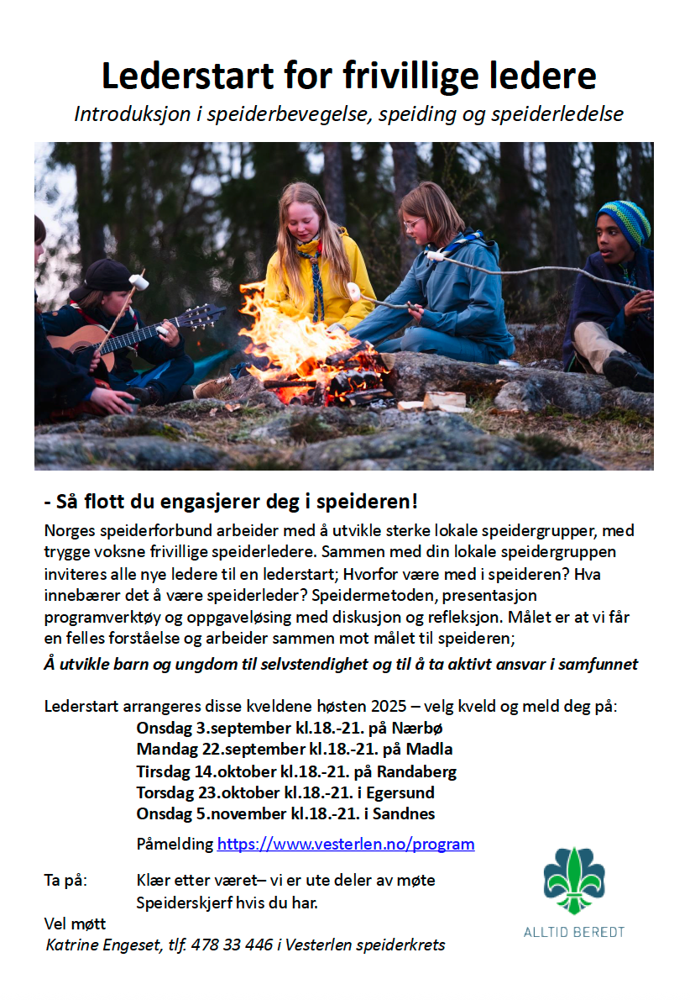 Lederstart for frivillige ledere
Introduksjon i speiderbevegelse, speiding og speiderledelse
- Så flott du engasjerer deg i speideren!
Norges speiderforbund arbeider med å utvikle sterke lokale speidergrupper, med
trygge voksne frivillige speiderledere. Sammen med din lokale speidergruppen
inviteres alle nye ledere til en lederstart; Hvorfor være med i speideren? Hva
innebærer det å være speiderleder? Speidermetoden, presentasjon
programverktøy og oppgaveløsing med diskusjon og refleksjon. Målet er at vi får
en felles forståelse og arbeider sammen mot målet til speideren;
Å utvikle barn og ungdom til selvstendighet og til å ta aktivt ansvar i samfunnet
Lederstart arrangeres disse kveldene høsten 2025 – velg kveld og meld deg på:
Onsdag 3.september kl.18.-21. på Nærbø
Mandag 22.september kl.18.-21. på Madla
Tirsdag 14.oktober kl.18.-21. på Randaberg
Torsdag 23.oktober kl.18.-21. i Egersund
Onsdag 5.november kl.18.-21. i Sandnes
Påmelding https://www.vesterlen.no/program
Ta på: Klær etter været– vi er ute deler av møte
Speiderskjerf hvis du har.
Vel møtt
Katrine Engeset, tlf. 478 33 446 i Vesterlen speiderkrets
ALLTID BEREDT